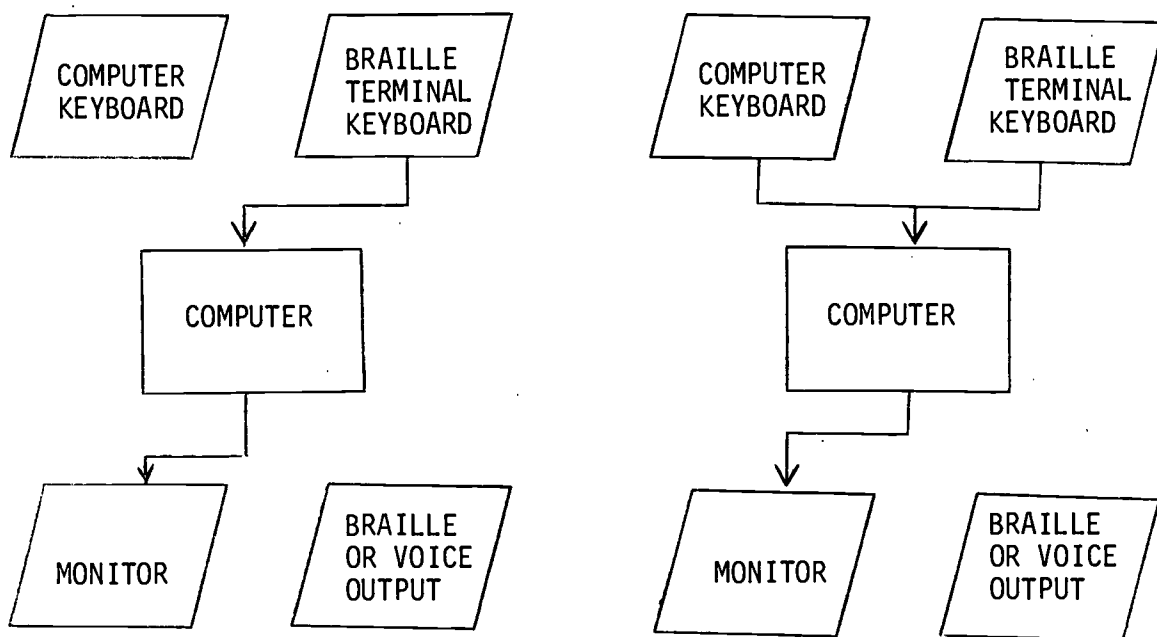 COMPUTER
KEYBOARD
BRAILLE
TERMINAL
KEYBOARD
COMPUTER
MONITOR
BRAILLE
OR VOICE
OUTPUT
COMPUTER
KEYBOARD
BRAILLE
TERMINAL
KEYBOARD
COMPUTER
MONITOR
BRAILLE
OR VOICE
OUTPUT